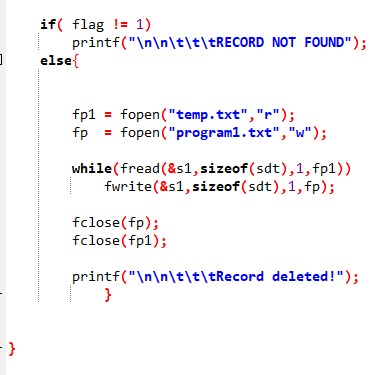 if( flag != 1)
printf("\n\n\t\t\tRECORD NOT FOUND");
else{
fp1 = fopen("temp.txt","r");
fp  = fopen("program1.txt","w");
while(fread(&s1,sizeof(sdt),1,fp1))
fwrite(&s1,sizeof(sdt),1,fp);
fclose(fp);
fclose(fp1);
printf("\n\n\t\t\tRecord deleted!");
}
}